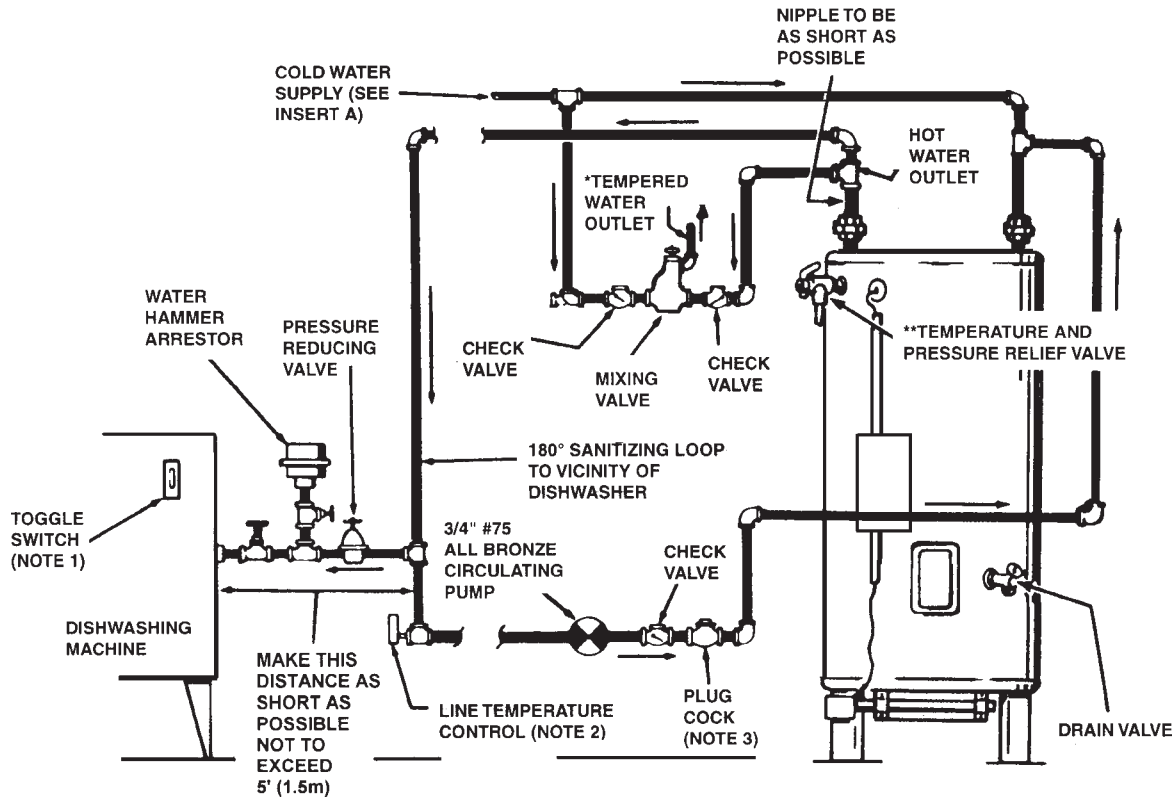 NIPPLE TO BE
AS SHORT AS
POSSIBLE
COLD WATER
SUPPLY (SEE
INSERT A)
HOT
WATER
OUTLET
*TEMPERED
WATER
OUTLET
WATER
HAMMER
ARRESTOR
PRESSURE
REDUCING
VALVE
CHECK
VALVE
MIXING
VALVE
CHECK
VALVE
**TEMPERATURE AND
PRESSURE RELIEF VALVE
180° SANITIZING LOOP
TO VICINITY OF
DISHWASHER
TOGGLE
SWITCH
(NOTE 1)
3/4" #75
ALL BRONZE
CIRCULATING
PUMP
CHECK
VALVE
DISHWASHING
MACHINE
MAKE THIS
DISTANCE AS
SHORT AS
POSSIBLE
NOT TO
EXCEED
5' (1.5m)
LINE TEMPERATURE
CONTROL (NOTE 2)
PLUG
COCK
(NOTE 3)
DRAIN VALVE